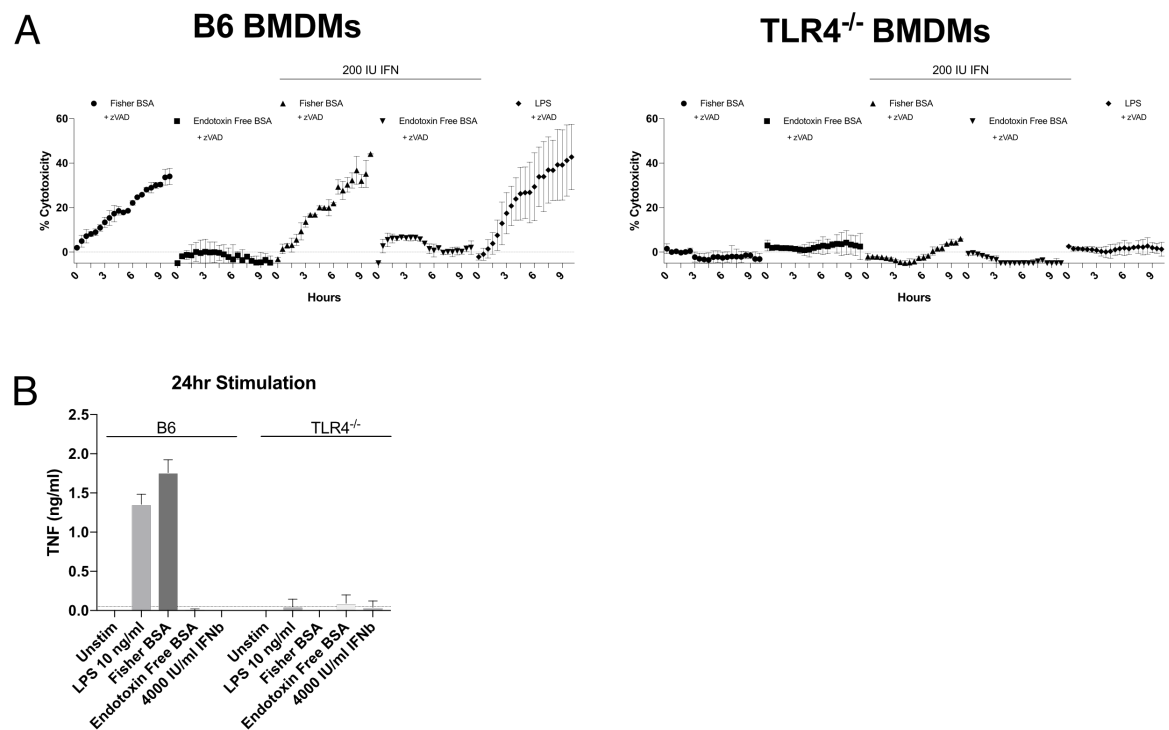 A
B6 BMDMs
TLR4-/- BMDMs
200 IU IFN
200 IU IFN
Fisher BSA
+ zVAD
Endotoxin Free BSA
+ zVAD
Fisher BSA
+ zVAD
Endotoxin Free BSA
+ zVAD
LPS
+ zVAD
Fisher BSA
+ zVAD
Endotoxin Free BSA
+ zVAD
Fisher BSA
+ zVAD
Endotoxin Free BSA
+ zVAD
LPS
+ zVAD
% Cytotoxicity
60
40
20
0
0 3 6 9 0 3 6 9 0 3 6 9 0 3 6 9 0 3 6 9
Hours
% Cytotoxicity
60
40
20
0
0 3 6 9 0 3 6 9 0 3 6 9 0 3 6 9 0 3 6 9
Hours
B
24hr Stimulation
B6
TLR4-/-
TNF (ng/ml)
2.5
2.0
1.5
1.0
0.5
0.0
Unstim
LPS 10 ng/ml
Fisher BSA
Endotoxin Free BSA
4000 IU/ml IFNb
Unstim
LPS 10 ng/ml
Fisher BSA
Endotoxin Free BSA
4000 IU/ml IFNb